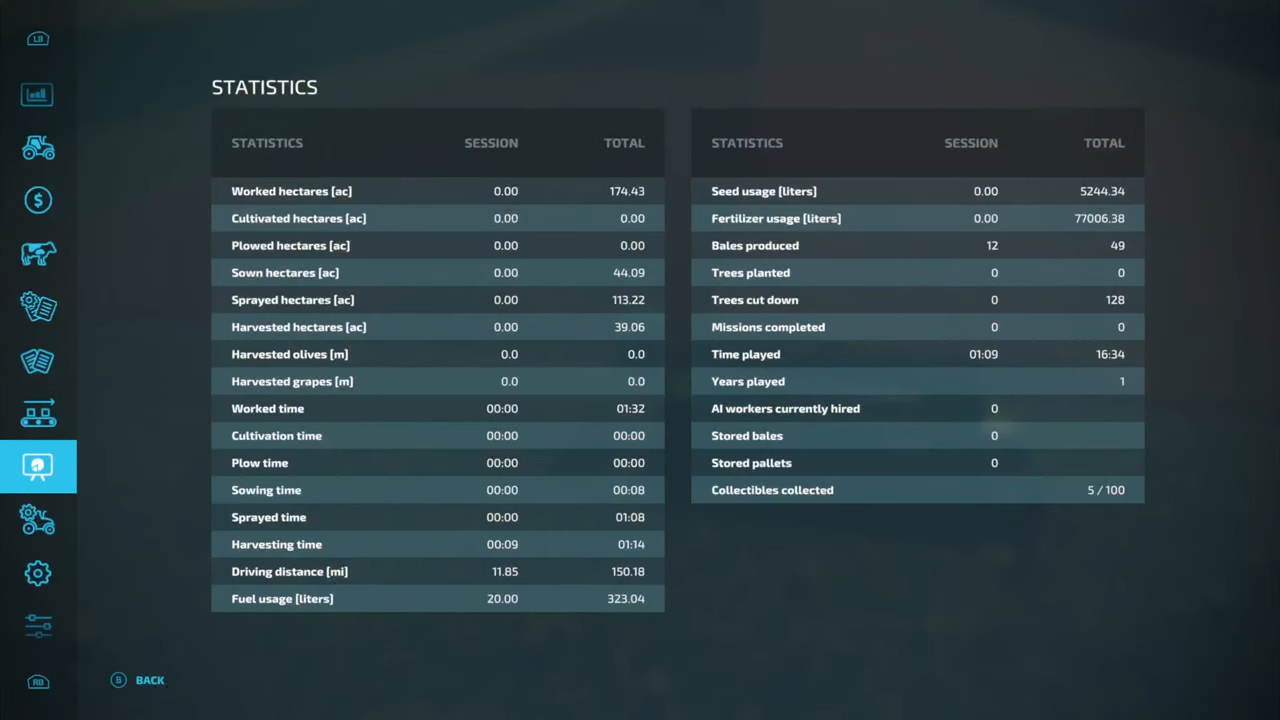 LB
STATISTICS
STATISTICS SESSION TOTAL
Worked hectares [ac] 0.00 174.43
Cultivated hectares [ac] 0.00 0.00
Plowed hectares [ac] 0.00 0.00
Sown hectares [ac] 0.00 44.09
Sprayed hectares [ac] 0.00 113.22
Harvested hectares [ac] 0.00 39.06
Harvested olives [m] 0.0 0.0
Harvested grapes [m] 0.0 0.0
Worked time 00:00 01:32
Cultivation time 00:00 00:00
Plow time 00:00 00:00
Sowing time 00:00 00:08
Sprayed time 00:00 01:08
Harvesting time 00:09 01:14
Driving distance [mi] 11.85 150.18
Fuel usage [liters] 20.00 323.04
STATISTICS SESSION TOTAL
Seed usage [liters] 0.00 5244.34
Fertilizer usage [liters] 0.00 77006.38
Bales produced 12 49
Trees planted 0 0
Trees cut down 0 128
Missions completed 0 0
Time played 01:09 16:34
Years played 1
AI workers currently hired 0
Stored bales 0
Stored pallets 0
Collectibles collected 5 / 100
RB
B BACK